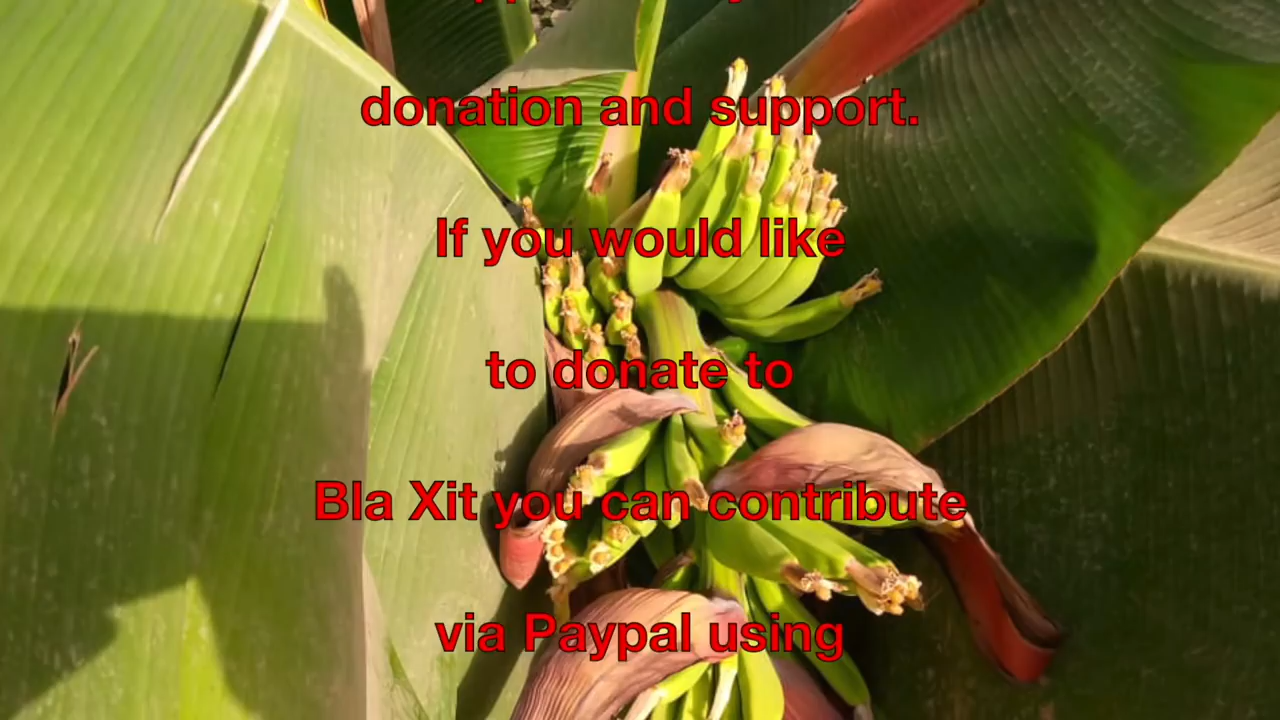 donation and support.
If you would like
to donate to
Bla Xit you can contribute
via Paypal using